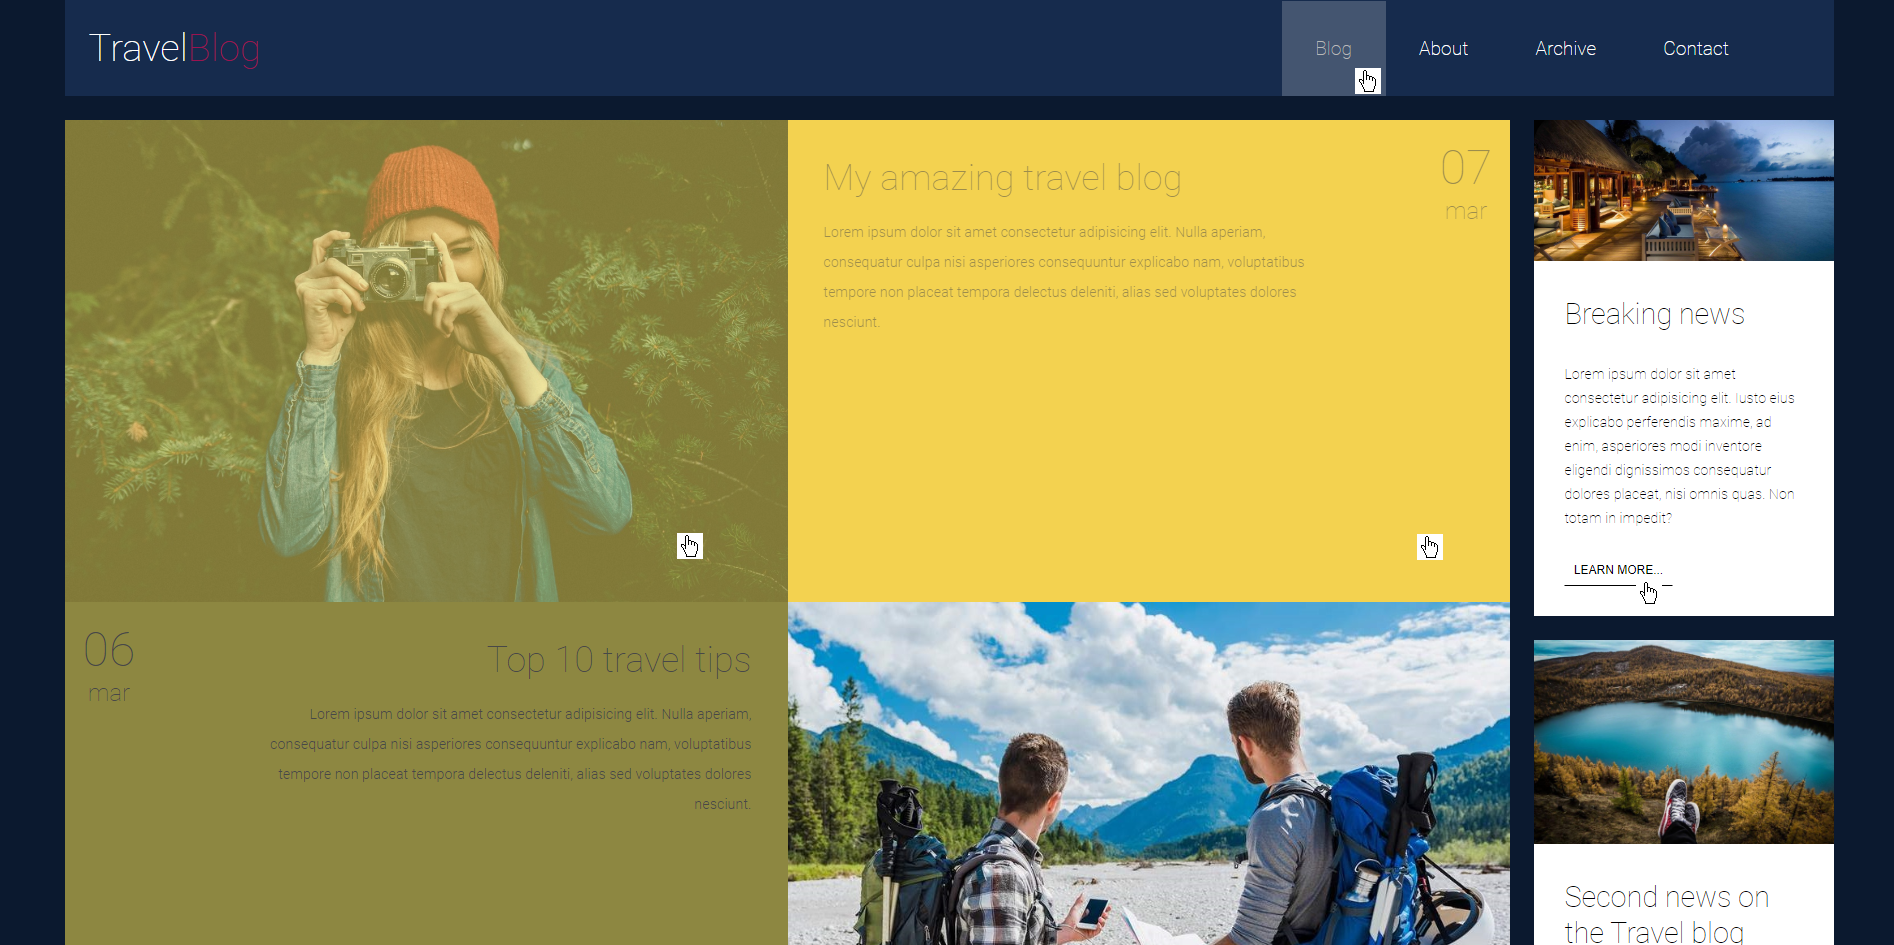 TravelBlog
Blog
About
Archive
Contact
My amazing travel blog
07
mar
Lorem ipsum dolor sit amet consectetur adipisicing elit. Nulla aperiam,
consequatur culpa nisi asperiores consequuntur explicabo nam, voluptatibus
tempore non placeat tempora delectus deleniti, alias sed voluptates dolores
nesciunt.
06
mar
Top 10 travel tips
Lorem ipsum dolor sit amet consectetur adipisicing elit. Nulla aperiam,
consequatur culpa nisi asperiores consequuntur explicabo nam, voluptatibus
tempore non placeat tempora delectus deleniti, alias sed voluptates dolores
nesciunt.
Breaking news
Lorem ipsum dolor sit amet
consectetur adipisicing elit. Iusto eius
explicabo perferendis maxime, ad
enim, asperiores modi inventore
eligendi dignissimos consequatur
dolores placeat, nisi omnis quas. Non
totam in impedit?
LEARN MORE...
Second news on
the Travel blog